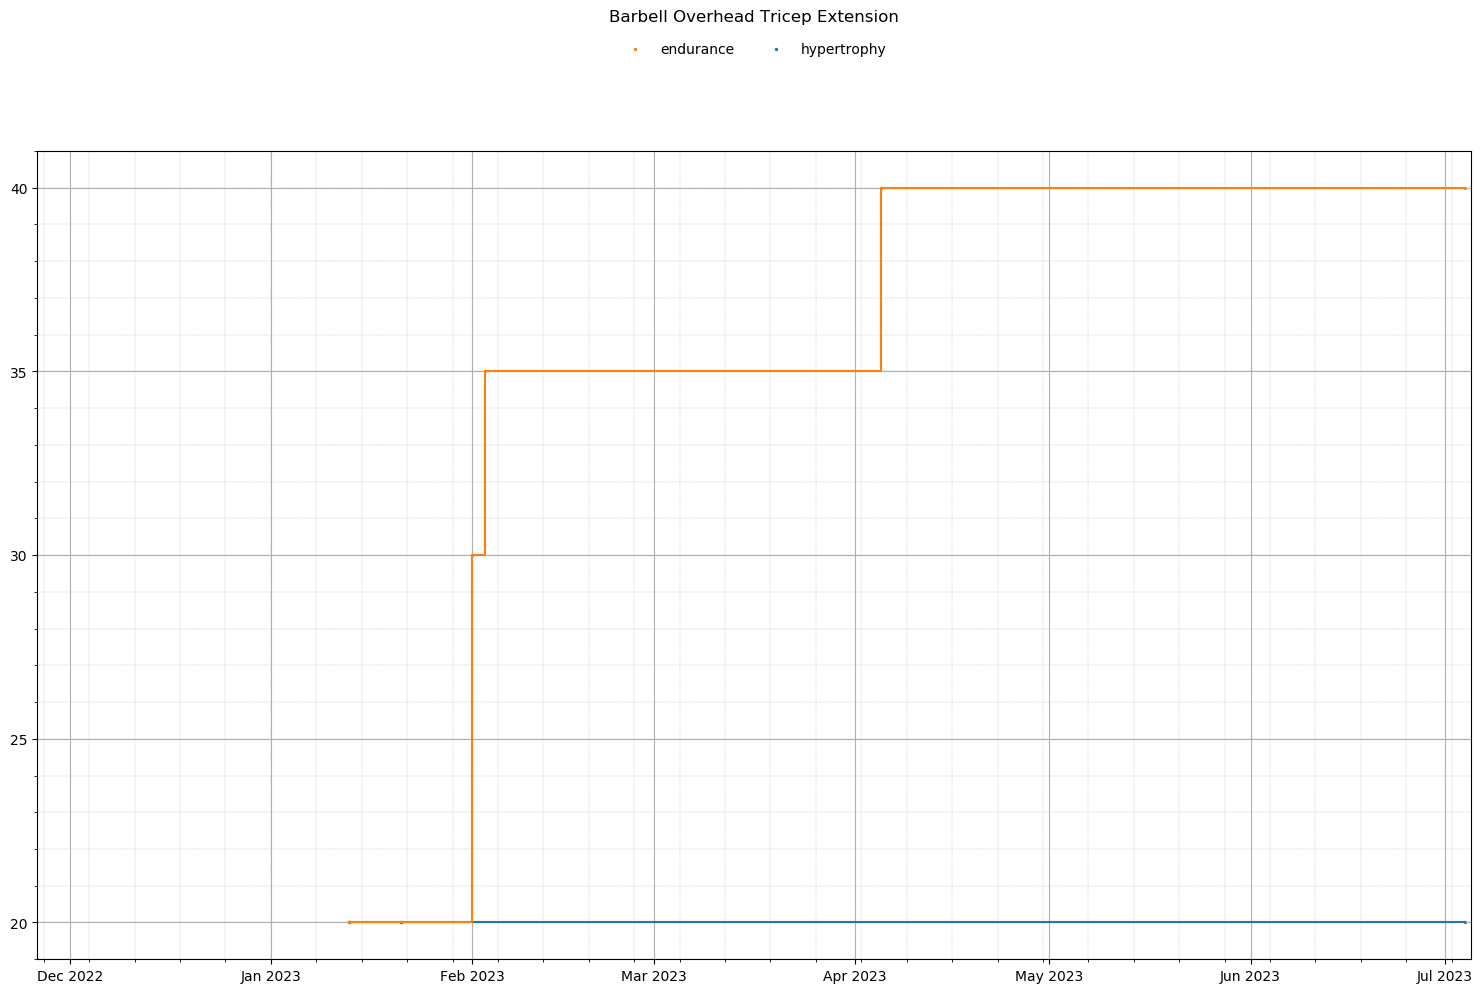 Barbell Overhead Tricep Extension
endurance hypertrophy
40
35
30
25
20
Dec 2022 Jan 2023 Feb 2023 Mar 2023 Apr 2023 May 2023 Jun 2023 Jul 2023